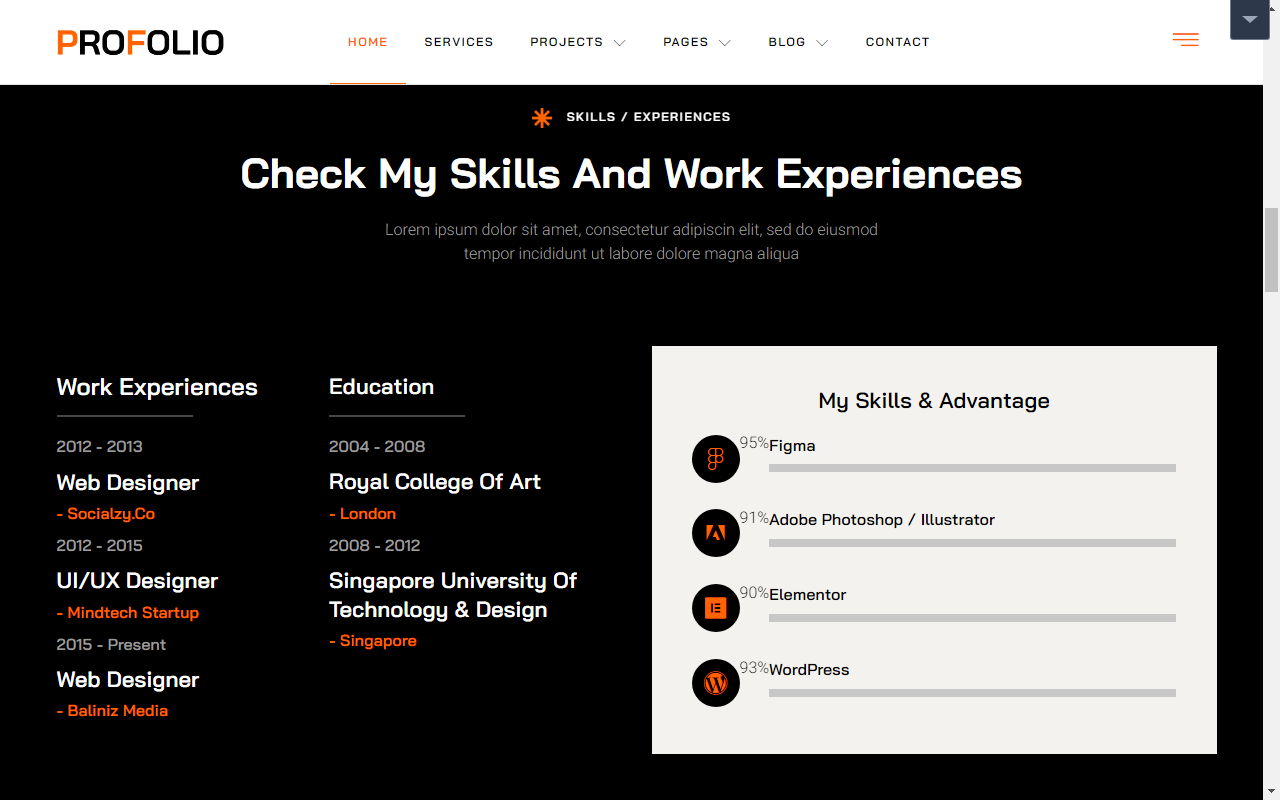 PROFOLIO
HOME
SERVICES
PROJECTS
PAGES
BLOG
CONTACT
SKILLS / EXPERIENCES
Check My Skills And Work Experiences
Lorem ipsum dolor sit amet, consectetur adipiscin elit, sed do eiusmod
tempor incididunt ut labore dolore magna aliqua
Work Experiences
2012 - 2013
Web Designer
- Socialzy.Co
2012 - 2015
UI/UX Designer
- Mindtech Startup
2015 - Present
Web Designer
- Baliniz Media
Education
2004 - 2008
Royal College Of Art
- London
2008 - 2012
Singapore University Of
Technology & Design
- Singapore
My Skills & Advantage
95% Figma
91% Adobe Photoshop / Illustrator
90% Elementor
93% WordPress